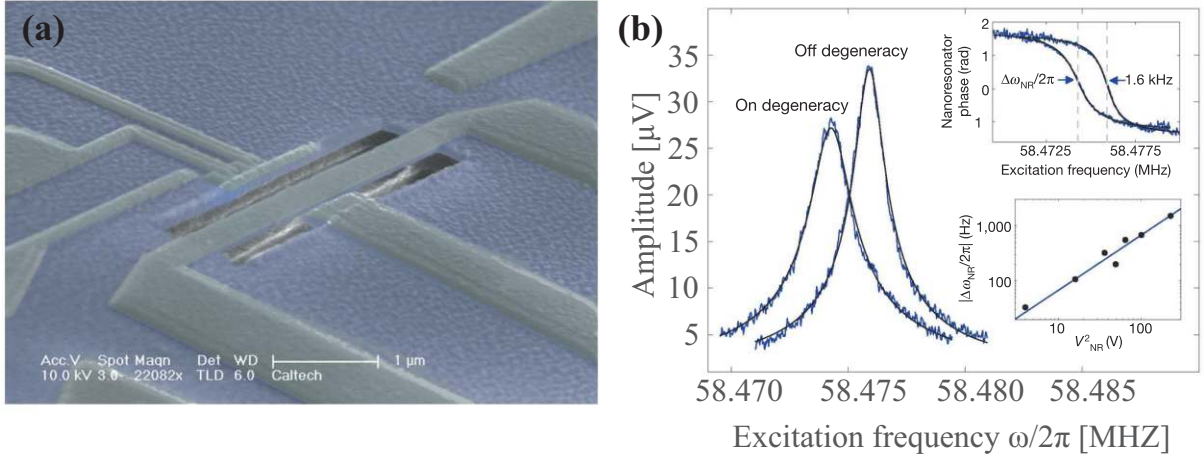 (a)
Acc.V Spot Magn Det WD
10.0 kV 3.0 22082x TLD 6.0 Caltech
1 μm
(b)
Amplitude [μV]
35
30
25
20
15
10
5
Off degeneracy
On degeneracy
58.470 58.475 58.480 58.485
Excitation frequency ω/2π [MHZ]
Nanoresonator
phase (rad)
2
1
0
1
Δω_NR/2π
1.6 kHz
58.4725 58.4775
Excitation frequency (MHz)
|Δω_NR/2π| (Hz)
1,000
100
10 100
V²_NR (V)